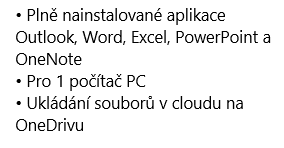 • Plně nainstalované aplikace
Outlook, Word, Excel, PowerPoint a
OneNote
• Pro 1 počítač PC
• Ukládání souborů v cloudu na
OneDrivu